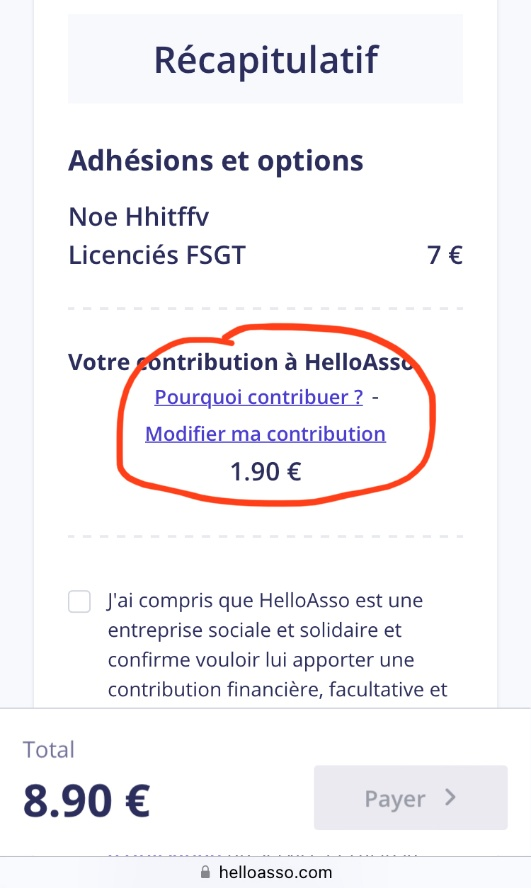 Récapitulatif
Adhésions et options
Noe Hhitffv
Licenciés FSGT 7 €
Votre contribution à HelloAsso
Pourquoi contribuer ? -
Modifier ma contribution
1.90 €
J'ai compris que HelloAsso est une
entreprise sociale et solidaire et
confirme vouloir lui apporter une
contribution financière, facultative et
Total
8.90 €
Payer
helloasso.com